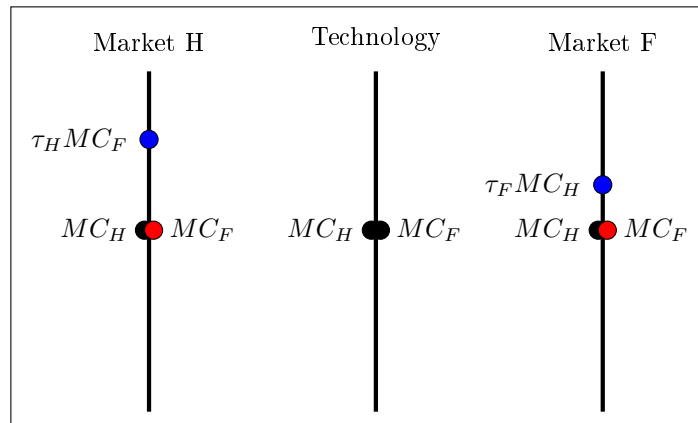 Market H
Technology
Market F
τ_H MC_F
τ_F MC_H
MC_H MC_F
MC_H MC_F
MC_H MC_F